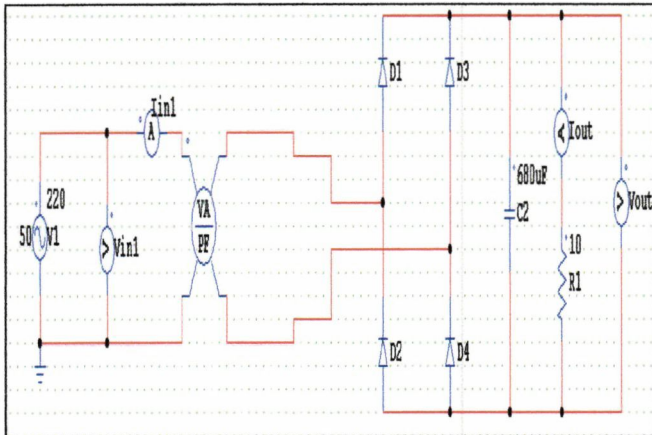 D1
D3
Iin1
A
220
50
V1
Vin1
VA
PF
680uF
C2
A
Iout
10
R1
Vout
D2
D4